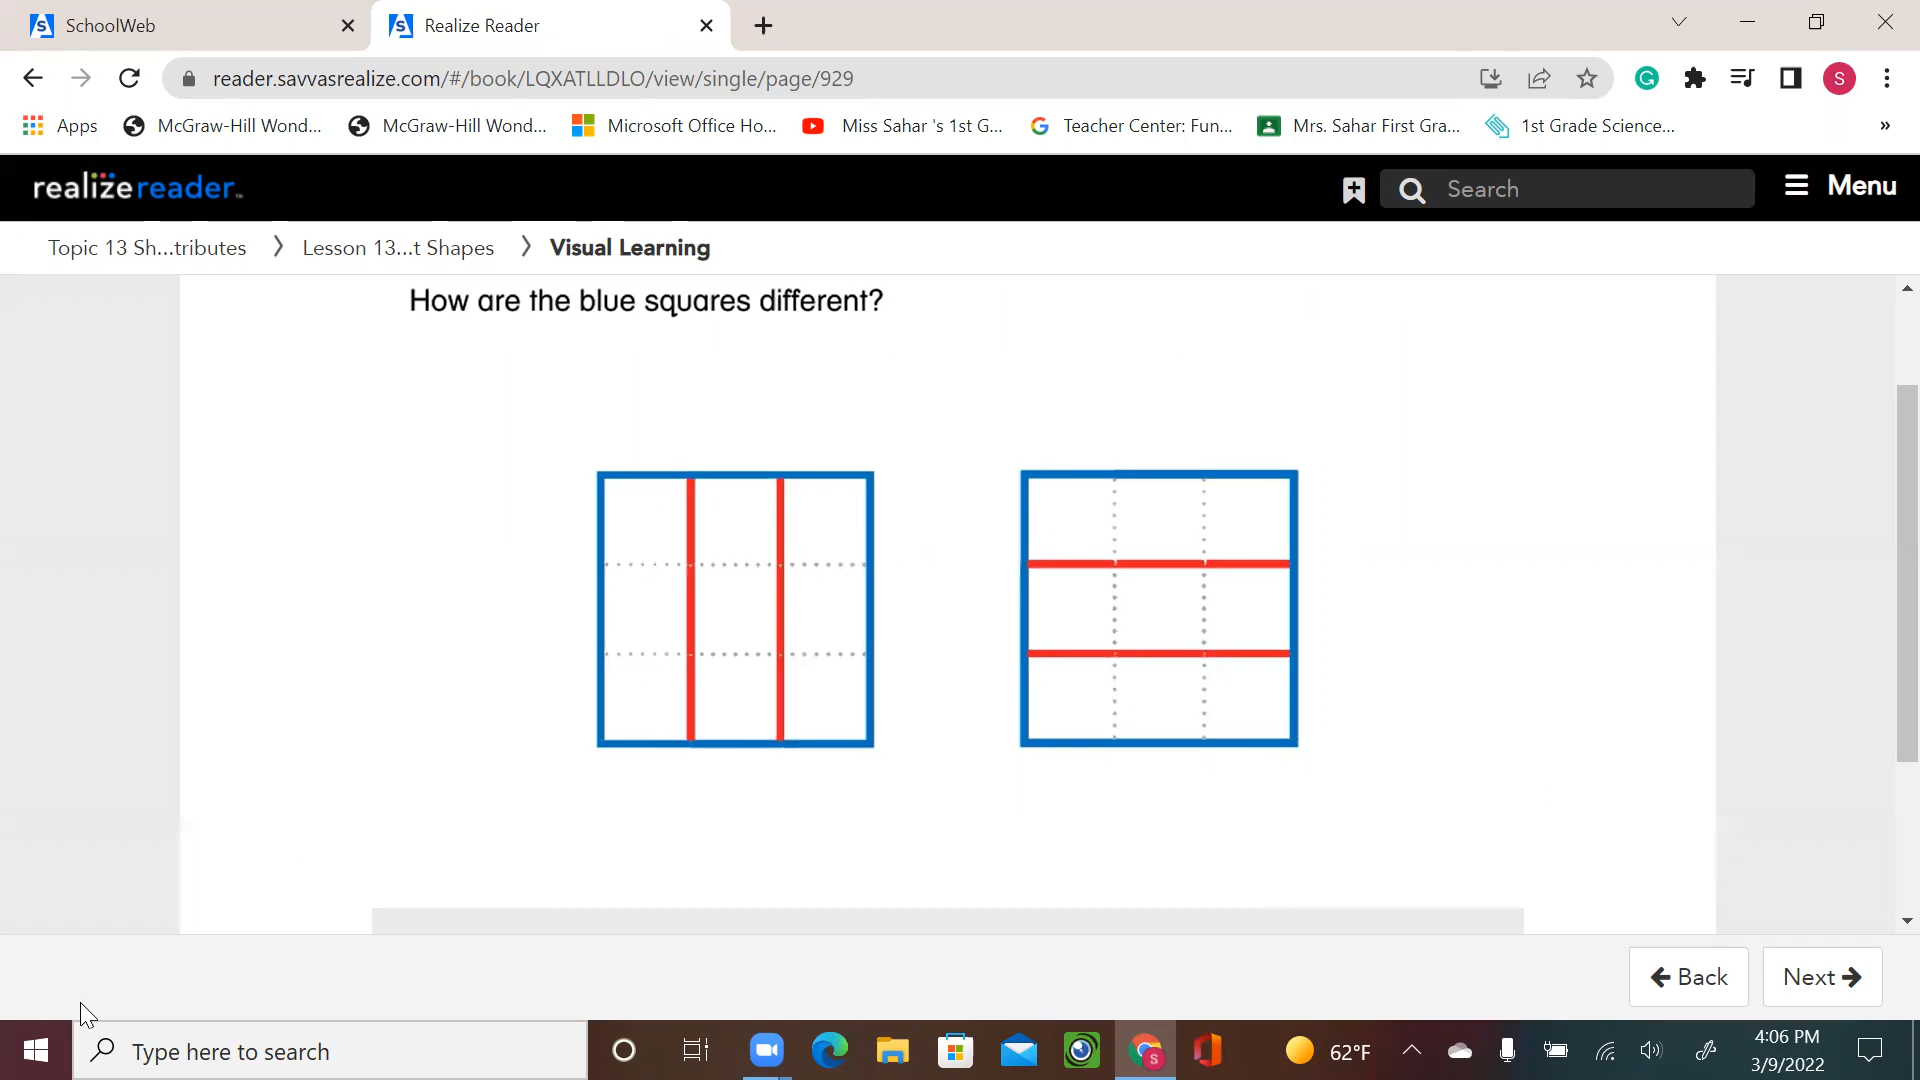 SchoolWeb
Realize Reader
reader.savvasrealize.com/#/book/LQXATLLDLO/view/single/page/929
S
Apps
McGraw-Hill Wond...
McGraw-Hill Wond...
Microsoft Office Ho...
Miss Sahar 's 1st G...
Teacher Center: Fun...
Mrs. Sahar First Gra...
1st Grade Science...
»
realizereader™
Search
Menu
Topic 13 Sh...tributes > Lesson 13...t Shapes > Visual Learning
How are the blue squares different?
Back
Next
Type here to search
62°F
4:06 PM
3/9/2022